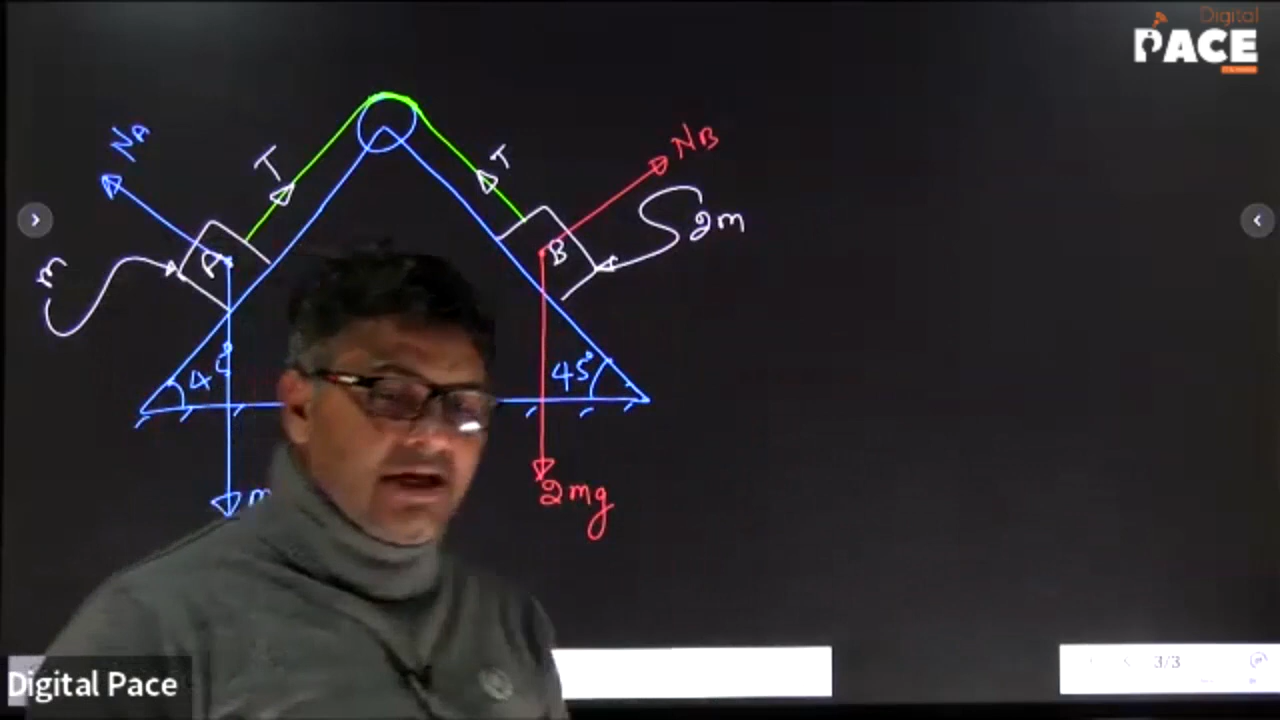 Digital
PACE
NA
T
T
NB
2m
m
A
B
45°
45°
m
2mg
3/3
Digital Pace